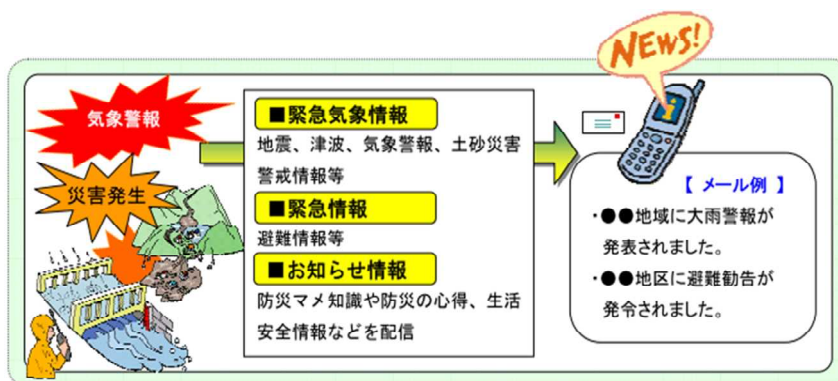 NEWS!
気象警報
災害発生
■緊急気象情報
地震、津波、気象警報、土砂災害
警戒情報等
■緊急情報
避難情報等
■お知らせ情報
防災マメ知識や防災の心得、生活
安全情報などを配信
【 メール例 】
・●●地域に大雨警報が
発表されました。
・●●地区に避難勧告が
発令されました。